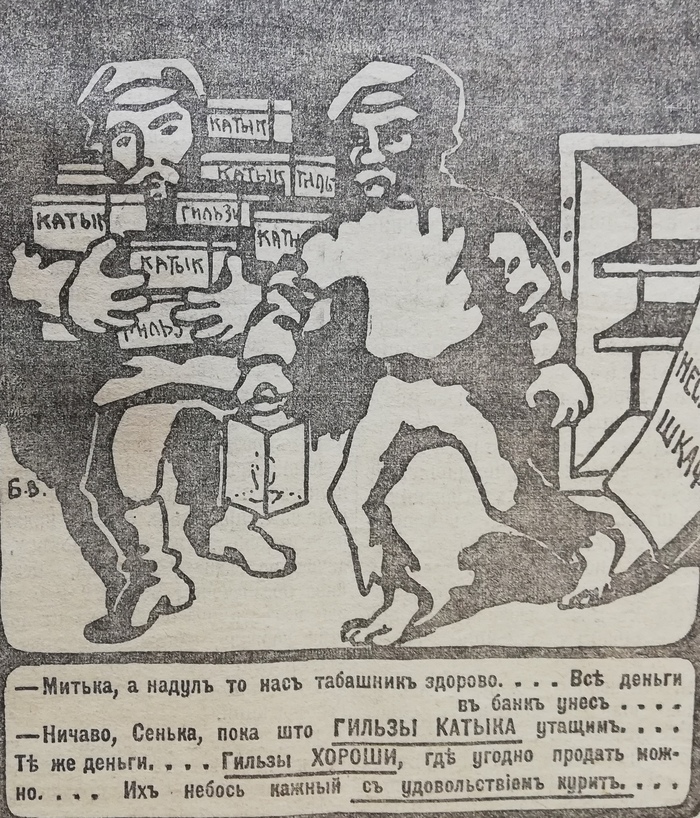 КАТЫК
КАТЫК
ГИЛЬ
КАТЫК
ГИЛЬЗЫ
КАТЫ
КАТЫК
ГИЛЬЗ
НЕС
ШКАФ
Б.В.
—Митька, а надулъ то насъ табашникъ здорово. . . . Всѣ деньги
въ банкъ унесъ . . . .
—Ничаво, Сенька, пока што ГИЛЬЗЫ КАТЫКА утащимъ. . . .
Тѣ же деньги. . . . Гильзы ХОРОШИ, гдѣ угодно продать мож-
но. . . . Ихъ небось кажный съ удовольствіемъ куритъ. . . .